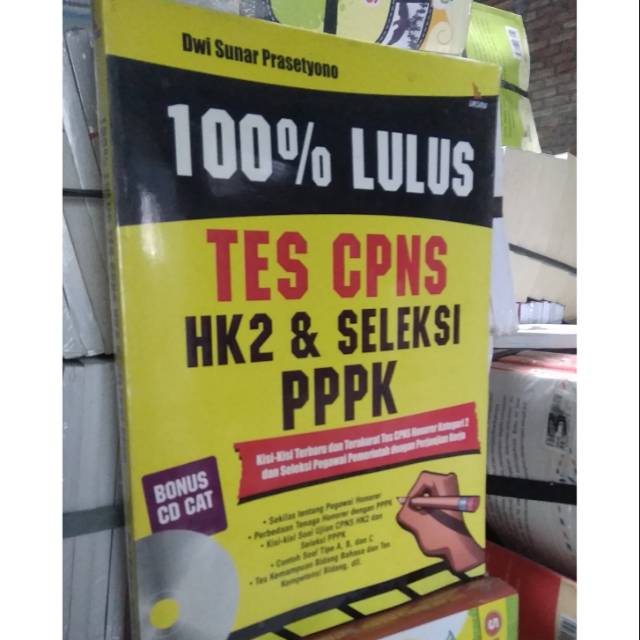 Dwi Sunar Prasetyono
100% LULUS
TES CPNS
HK2 & SELEKSI
PPPK
Kisi-Kisi Terbaru dan Terakurat Tes CPNS Honorer Kategori 2
dan Seleksi Pegawai Pemerintah dengan Perjanjian Kerja
BONUS
CD CAT
• Sekilas tentang Pegawai Honorer
• Perbedaan Tenaga Honorer dengan PPPK
• Kisi-kisi Soal Ujian CPNS HK2 dan
Seleksi PPPK
• Contoh Soal Tipe A, B, dan C
• Tes Kemampuan Bidang Bahasa dan Tes
Kompetensi Bidang, dll.